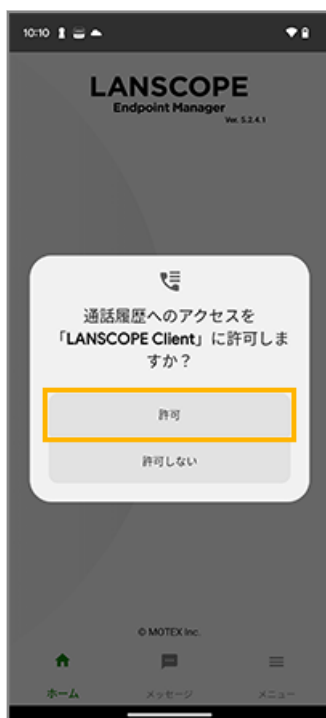 10:10
LANSCOPE
Endpoint Manager
Ver. 5.2.4.1
通話履歴へのアクセスを
「LANSCOPE Client」に許可しま
すか？
許可
許可しない
© MOTEX Inc.
ホーム メッセージ メニュー